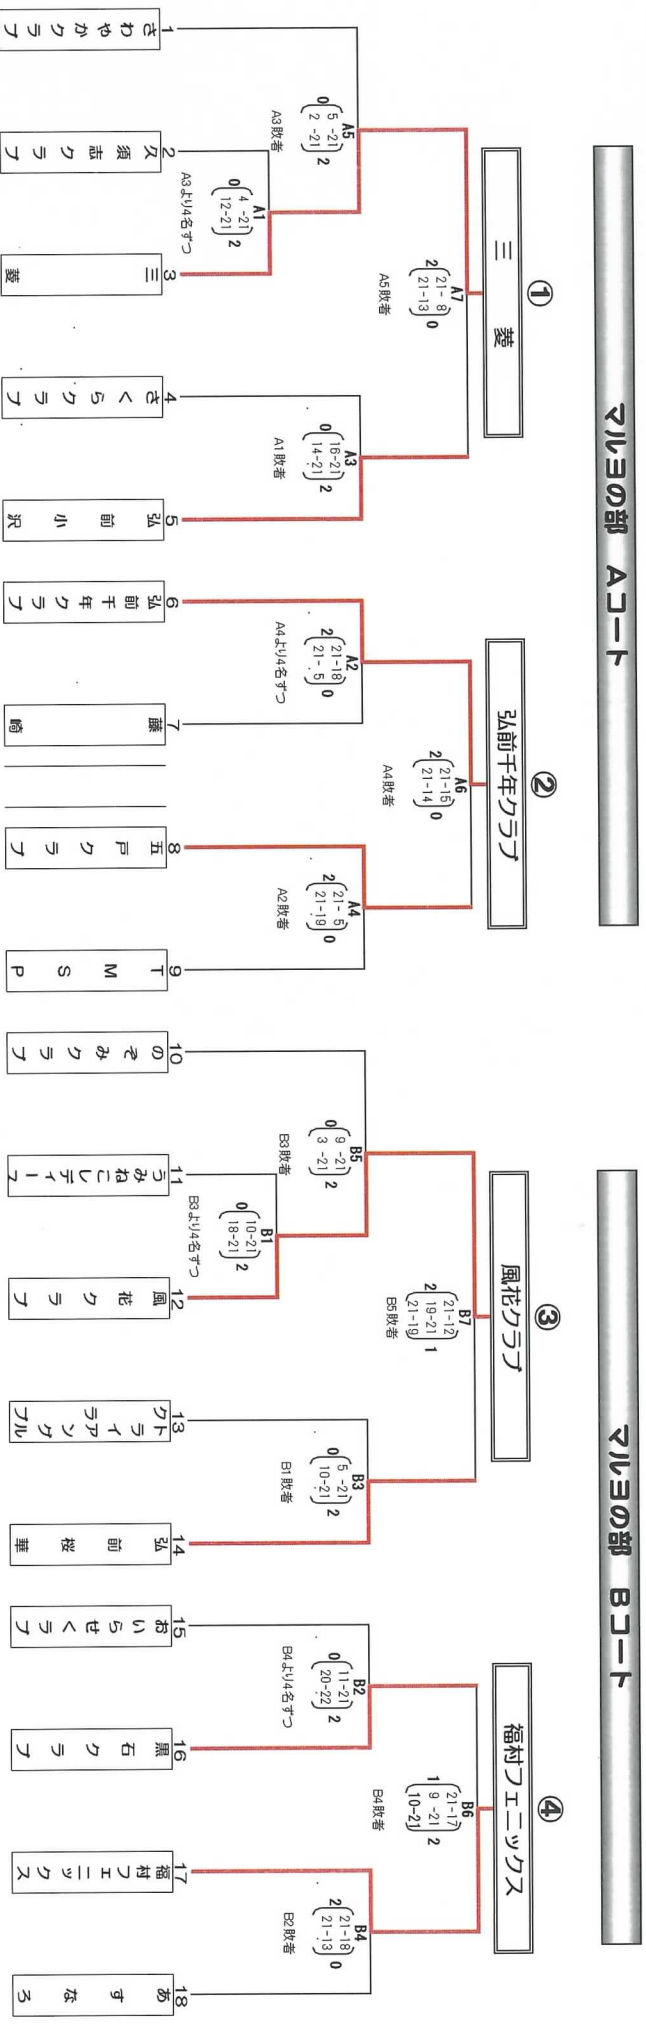 マルヨの部 Aコート
①
三 菱
A7
2 21- 8 0
21-13
A5敗者
A5
0 5 -21 2
2 -21
A3敗者
A1
0 4 -21 2
12-21
A3より4名ずつ
A3
0 16-21 2
14-21
A1敗者
1 さわやかクラブ
2 久須志クラブ
3 三菱
4 さくらクラブ
5 弘前小沢
②
弘前千年クラブ
A6
2 21-15 0
21-14
A4敗者
A2
2 21-18 0
21- 5
A4より4名ずつ
A4
2 21- 5 0
21-19
A2敗者
6 弘前千年クラブ
7 藤崎
8 五戸クラブ
9 TMSP
マルヨの部 Bコート
③
風花クラブ
B7
2 21-12 1
19-21
21-19
B5敗者
B5
0 9 -21 2
3 -21
B3敗者
B1
0 10-21 2
18-21
B3より4名ずつ
B3
0 5 -21 2
10-21
B1敗者
10 のぞみクラブ
11 うみねこレディース
12 風花クラブ
13 トライアングル
クラブ
14 弘前桜華
④
福村フェニックス
B6
1 21-17 2
9 -21
10-21
B4敗者
B2
0 11-21 2
20-22
B4より4名ずつ
B4
2 21-18 0
21-13
B2敗者
15 おいらせクラブ
16 黒石クラブ
17 福村フェニックス
18 あすなろ